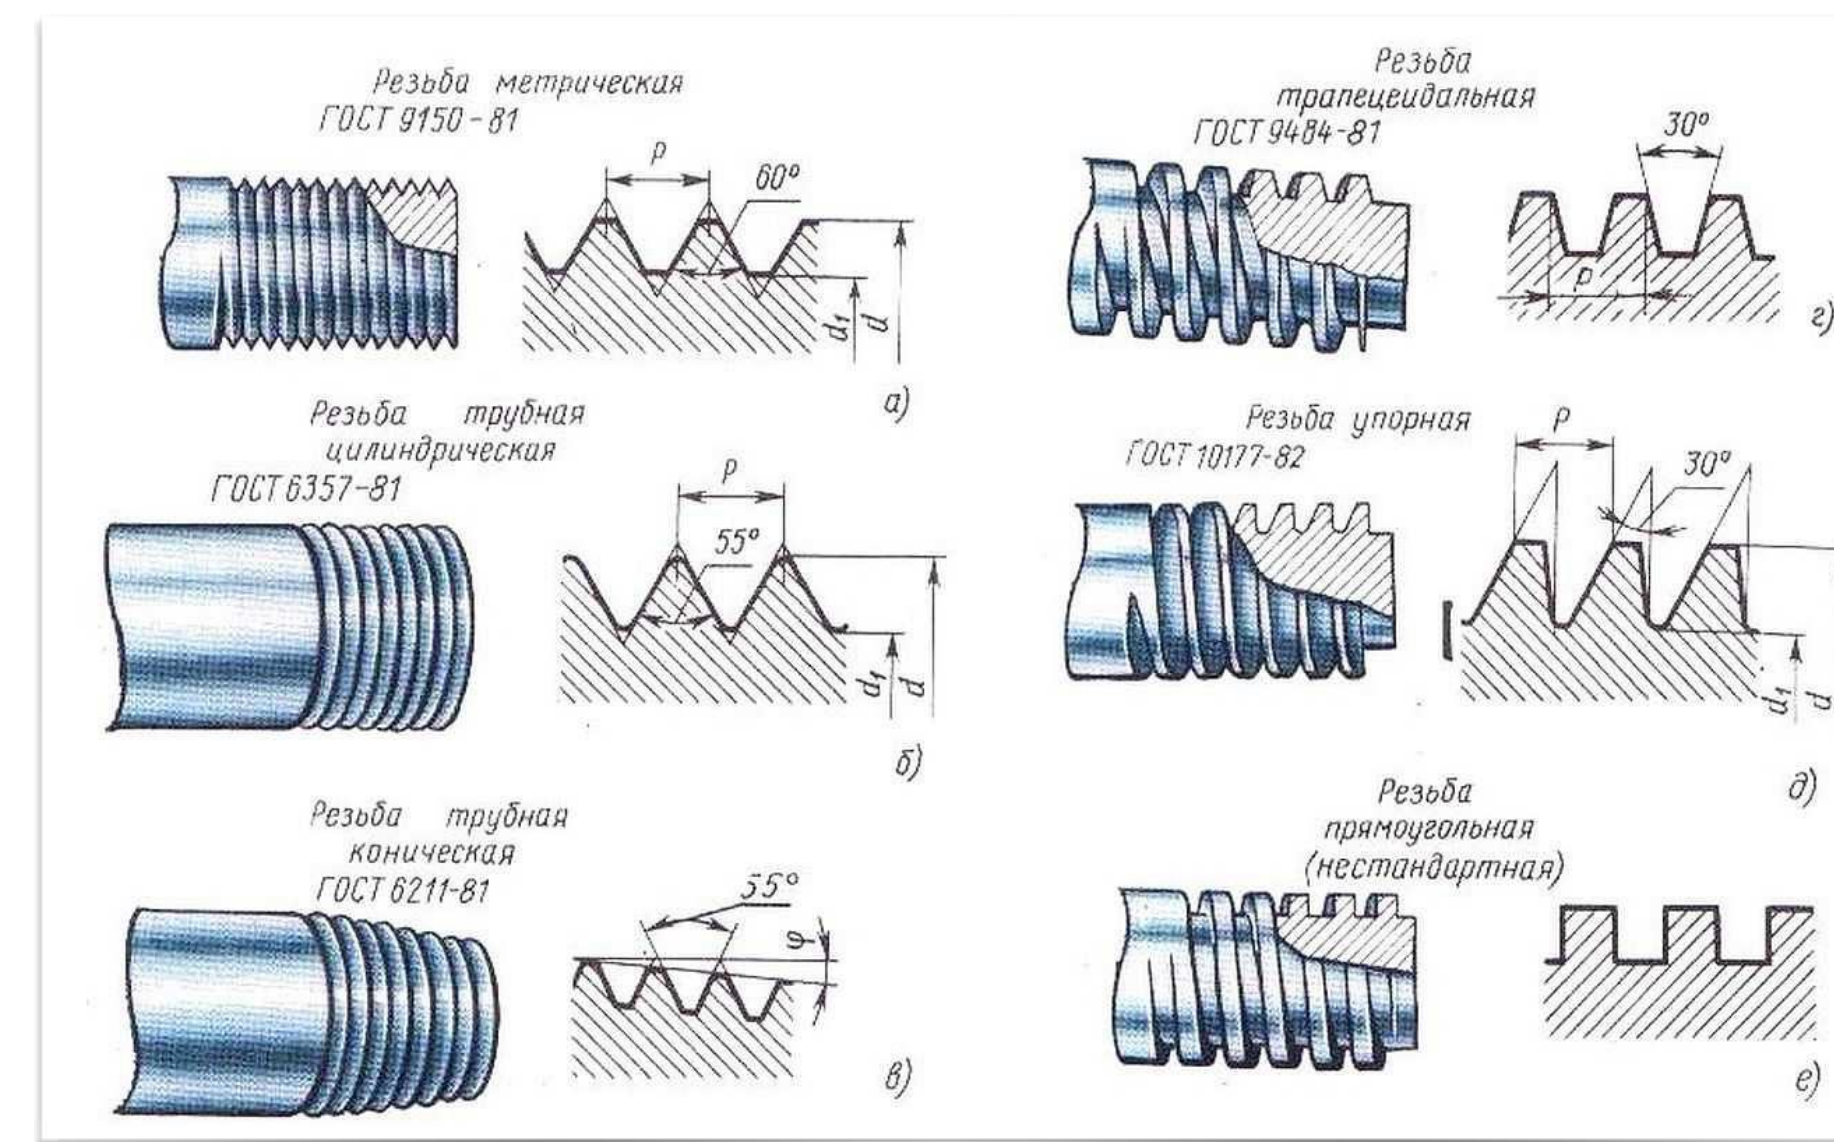 Резьба метрическая
ГОСТ 9150-81
P
60°
d₁
d
а)
Резьба трубная
цилиндрическая
ГОСТ 6357-81
P
55°
d₁
d
б)
Резьба трубная
коническая
ГОСТ 6211-81
55°
φ
в)
Резьба
трапецеидальная
ГОСТ 9484-81
30°
P
г)
Резьба упорная
ГОСТ 10177-82
P
30°
d₁
d
д)
Резьба
прямоугольная
(нестандартная)
е)